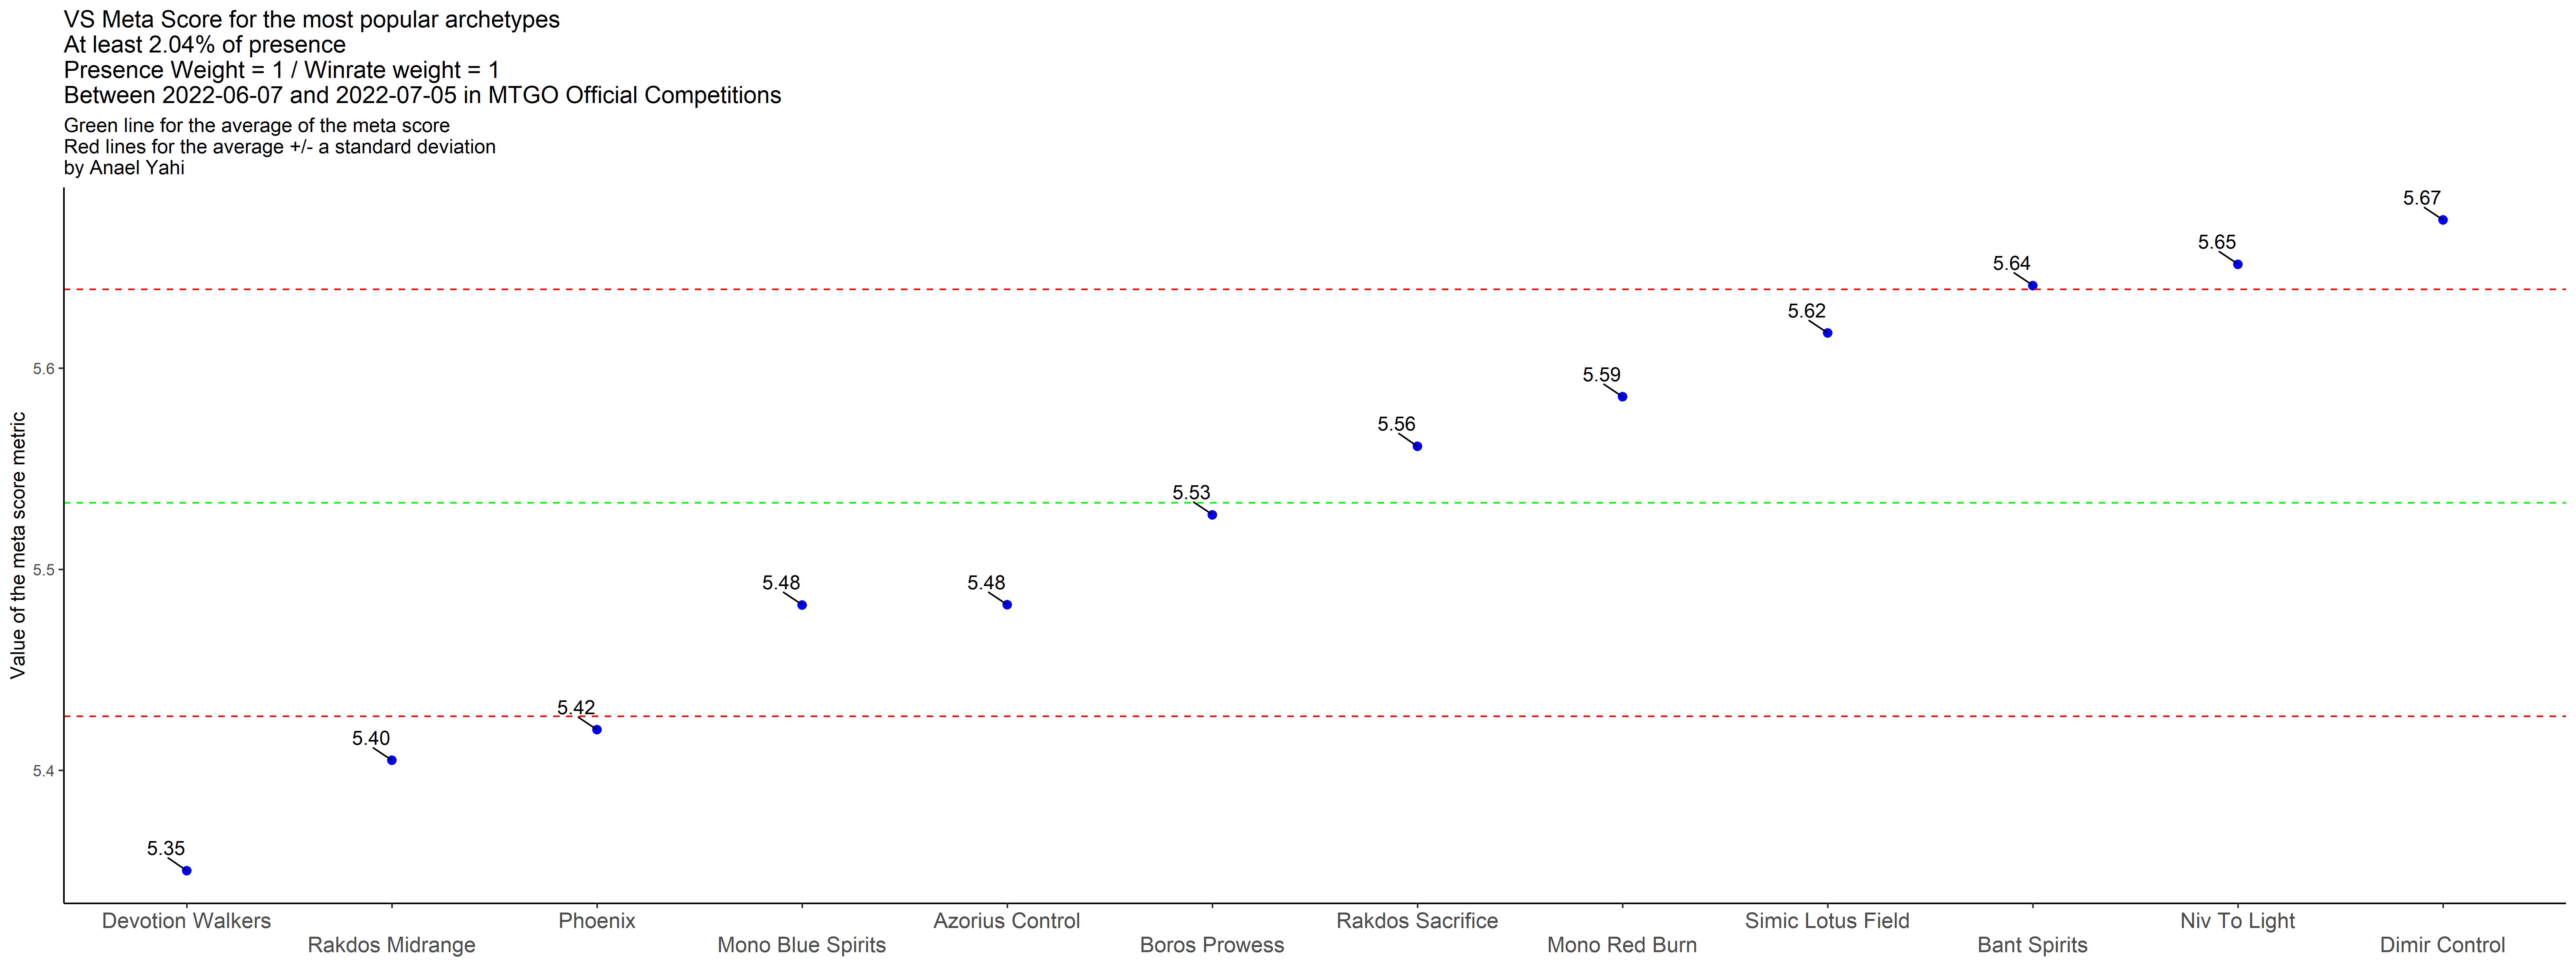 VS Meta Score for the most popular archetypes
At least 2.04% of presence
Presence Weight = 1 / Winrate weight = 1
Between 2022-06-07 and 2022-07-05 in MTGO Official Competitions
Green line for the average of the meta score
Red lines for the average +/- a standard deviation
by Anael Yahi
Value of the meta score metric
5.6
5.5
5.4
5.35
5.40
5.42
5.48
5.48
5.53
5.56
5.59
5.62
5.64
5.65
5.67
Devotion Walkers
Rakdos Midrange
Phoenix
Mono Blue Spirits
Azorius Control
Boros Prowess
Rakdos Sacrifice
Mono Red Burn
Simic Lotus Field
Bant Spirits
Niv To Light
Dimir Control